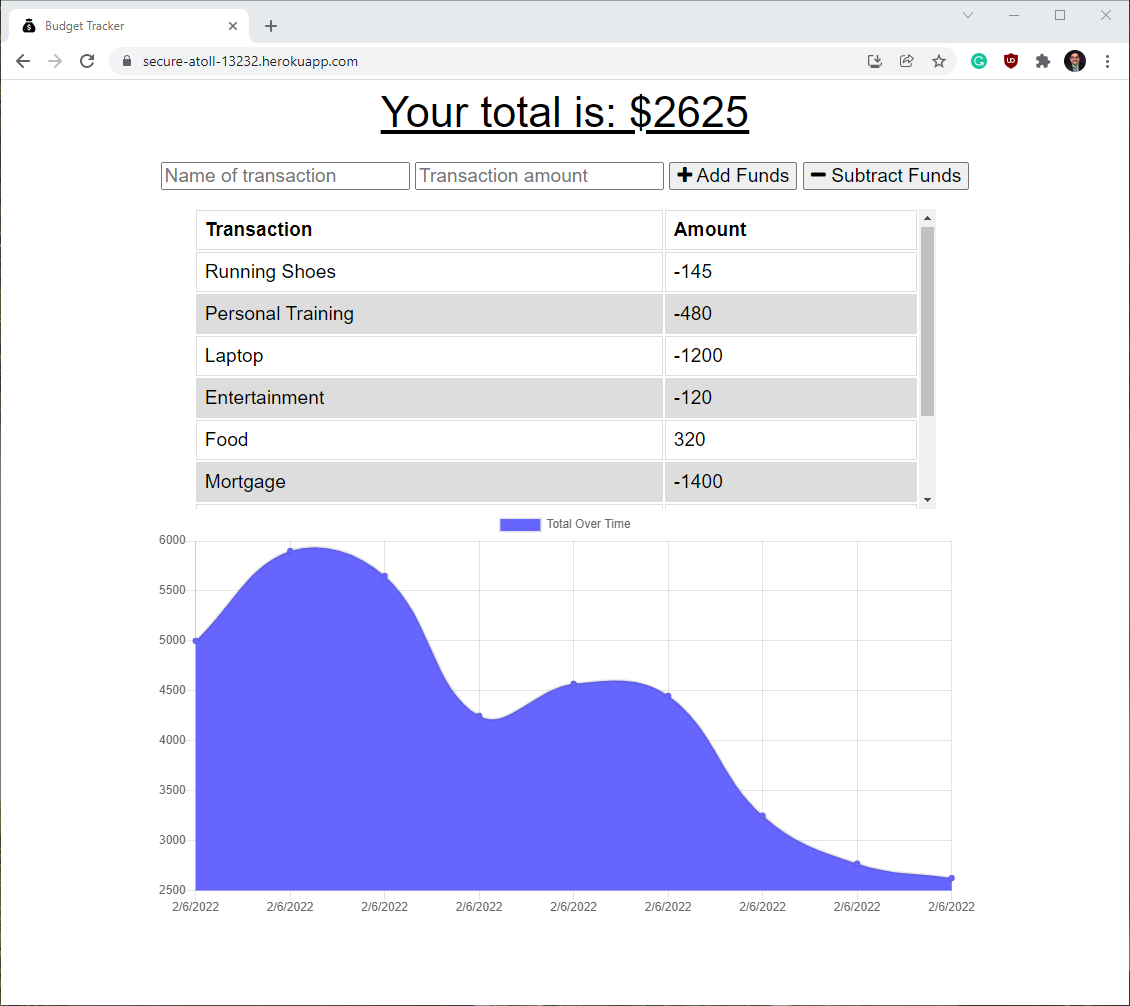 Budget Tracker
secure-atoll-13232.herokuapp.com
Your total is: $2625
Name of transaction Transaction amount Add Funds Subtract Funds
Transaction Amount
Running Shoes -145
Personal Training -480
Laptop -1200
Entertainment -120
Food 320
Mortgage -1400
Total Over Time
6000
5500
5000
4500
4000
3500
3000
2500
2/6/2022 2/6/2022 2/6/2022 2/6/2022 2/6/2022 2/6/2022 2/6/2022 2/6/2022 2/6/2022